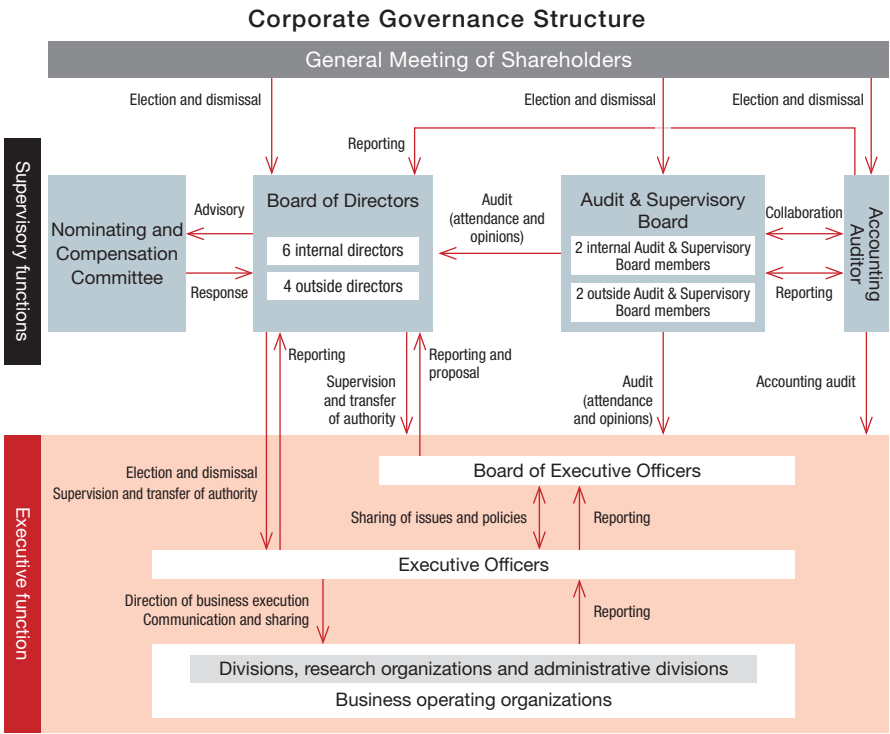 Corporate Governance Structure
General Meeting of Shareholders
Election and dismissal
Election and dismissal
Election and dismissal
Reporting
Supervisory functions
Nominating and
Compensation
Committee
Advisory
Response
Board of Directors
6 internal directors
4 outside directors
Audit
(attendance and
opinions)
Audit & Supervisory
Board
2 internal Audit & Supervisory
Board members
2 outside Audit & Supervisory
Board members
Collaboration
Reporting
Accounting
Auditor
Reporting
Supervision
and transfer
of authority
Reporting and
proposal
Audit
(attendance
and opinions)
Accounting audit
Executive function
Election and dismissal
Supervision and transfer of authority
Board of Executive Officers
Sharing of issues and policies
Reporting
Executive Officers
Direction of business execution
Communication and sharing
Reporting
Divisions, research organizations and administrative divisions
Business operating organizations